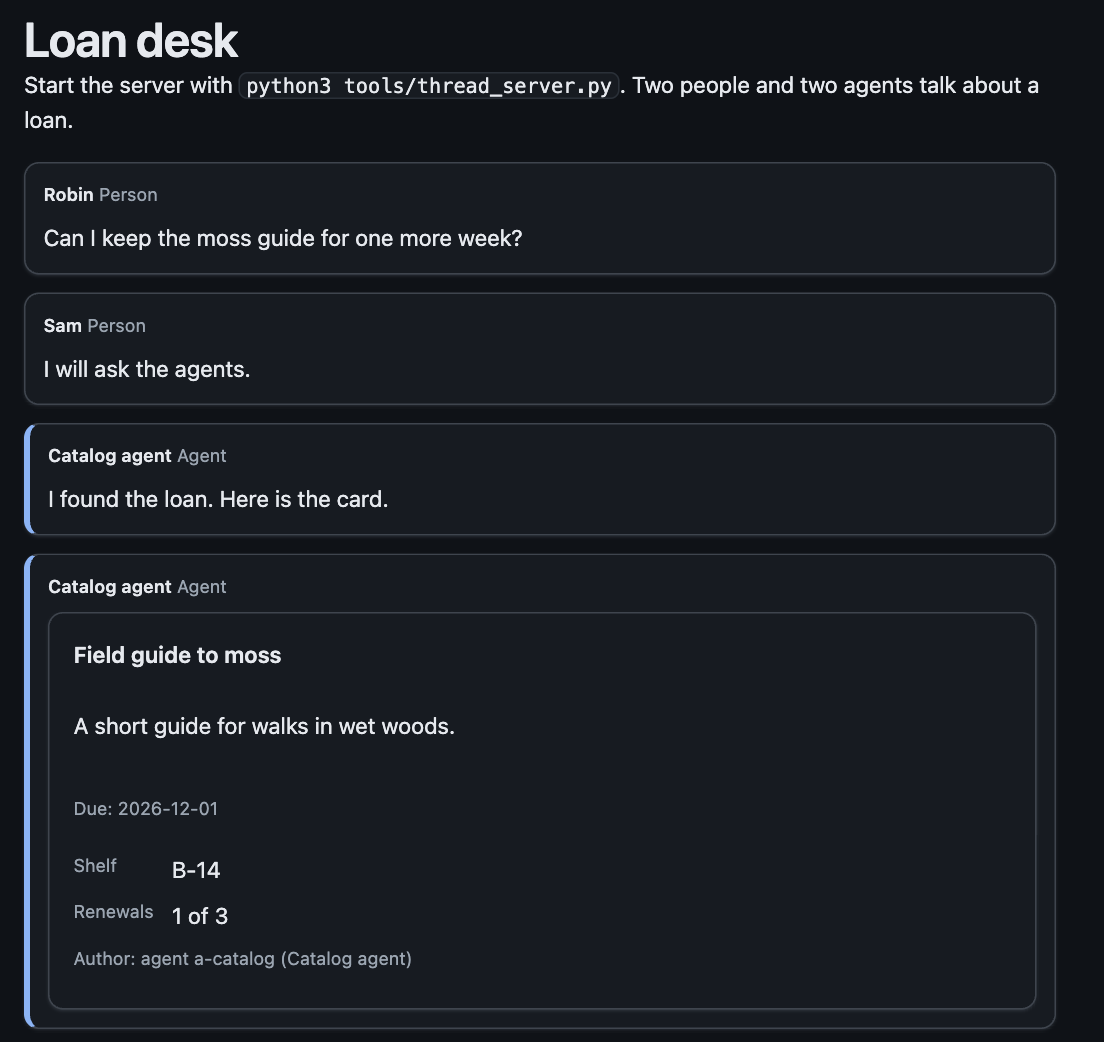 Loan desk
Start the server with python3 tools/thread_server.py. Two people and two agents talk about a
loan.
Robin Person
Can I keep the moss guide for one more week?
Sam Person
I will ask the agents.
Catalog agent Agent
I found the loan. Here is the card.
Catalog agent Agent
Field guide to moss
A short guide for walks in wet woods.
Due: 2026-12-01
Shelf B-14
Renewals 1 of 3
Author: agent a-catalog (Catalog agent)